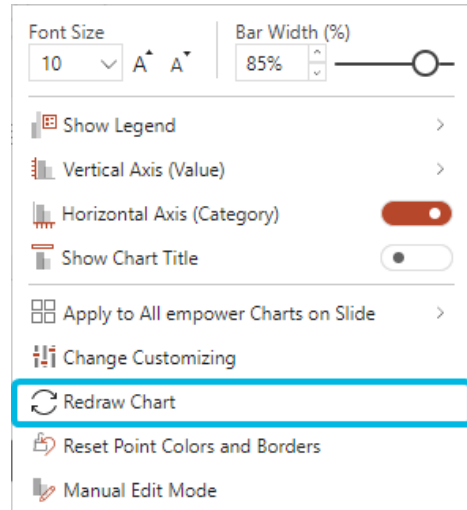 Font Size
Bar Width (%)
10
A A
85%
Show Legend
Vertical Axis (Value)
Horizontal Axis (Category)
Show Chart Title
Apply to All empower Charts on Slide
Change Customizing
Redraw Chart
Reset Point Colors and Borders
Manual Edit Mode